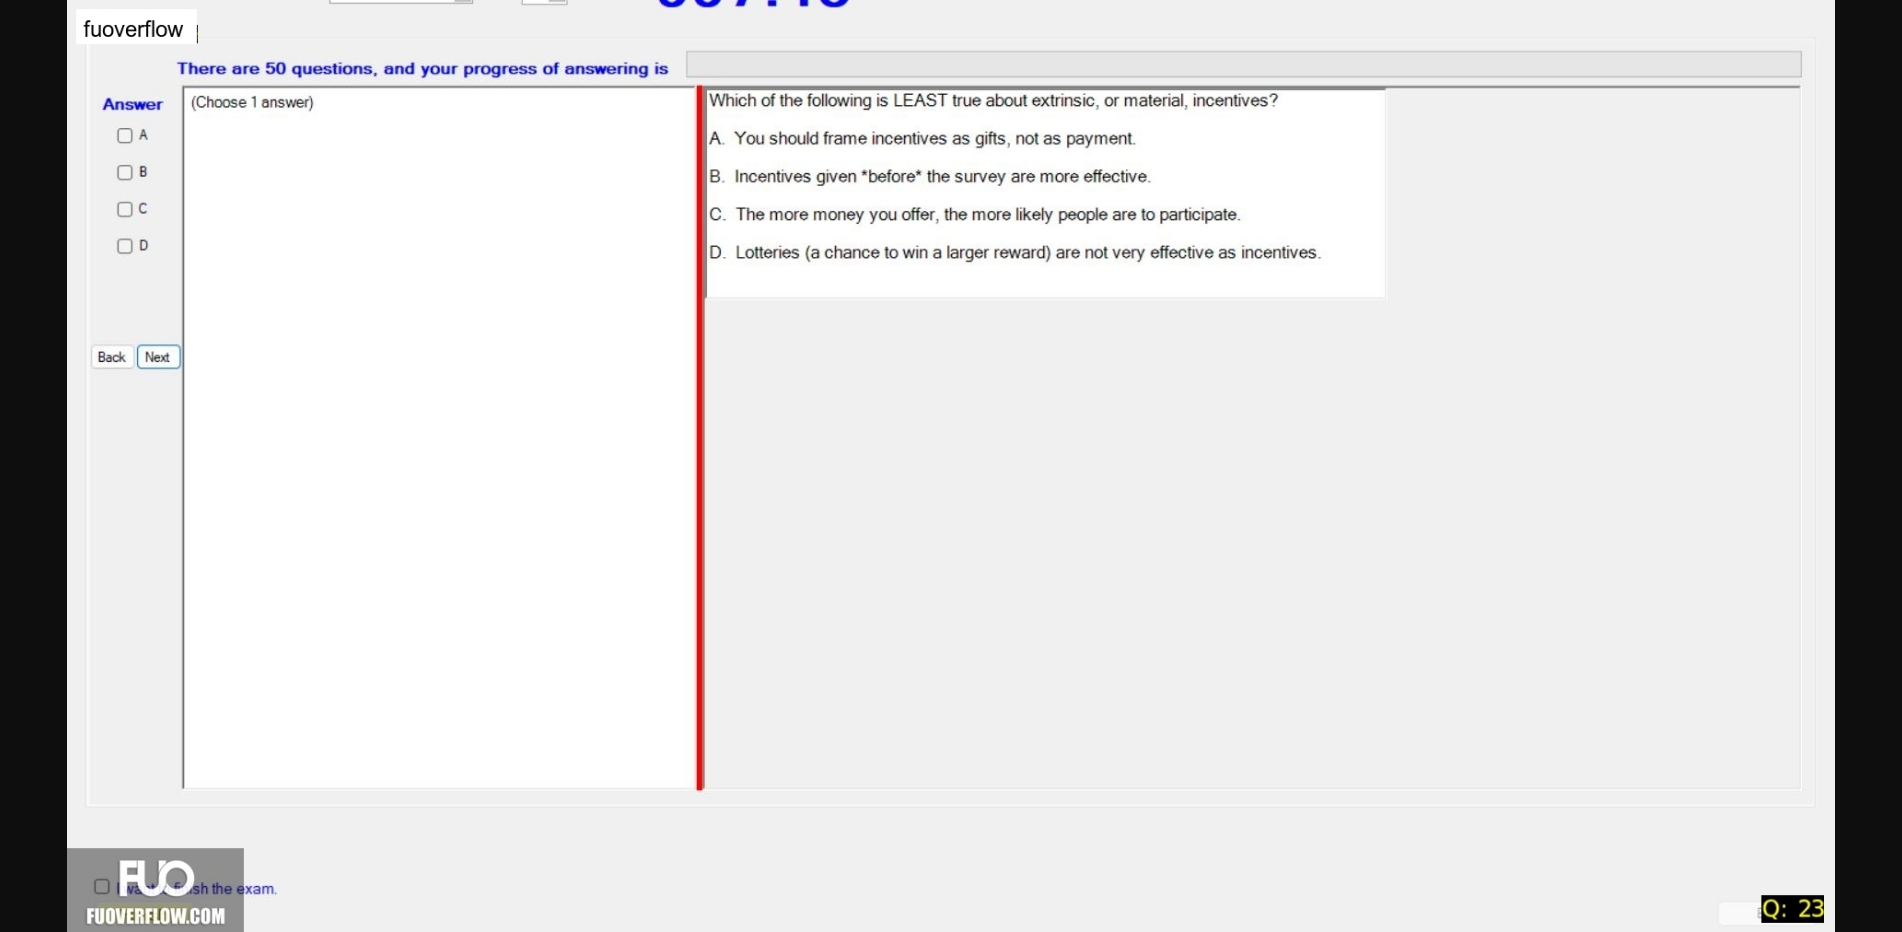 fuoverflow
There are 50 questions, and your progress of answering is
Answer
(Choose 1 answer)
A
B
C
D
Back Next
Which of the following is LEAST true about extrinsic, or material, incentives?
A. You should frame incentives as gifts, not as payment.
B. Incentives given *before* the survey are more effective.
C. The more money you offer, the more likely people are to participate.
D. Lotteries (a chance to win a larger reward) are not very effective as incentives.
FUO
the exam.
FUOVERFLOW.COM
Q: 23